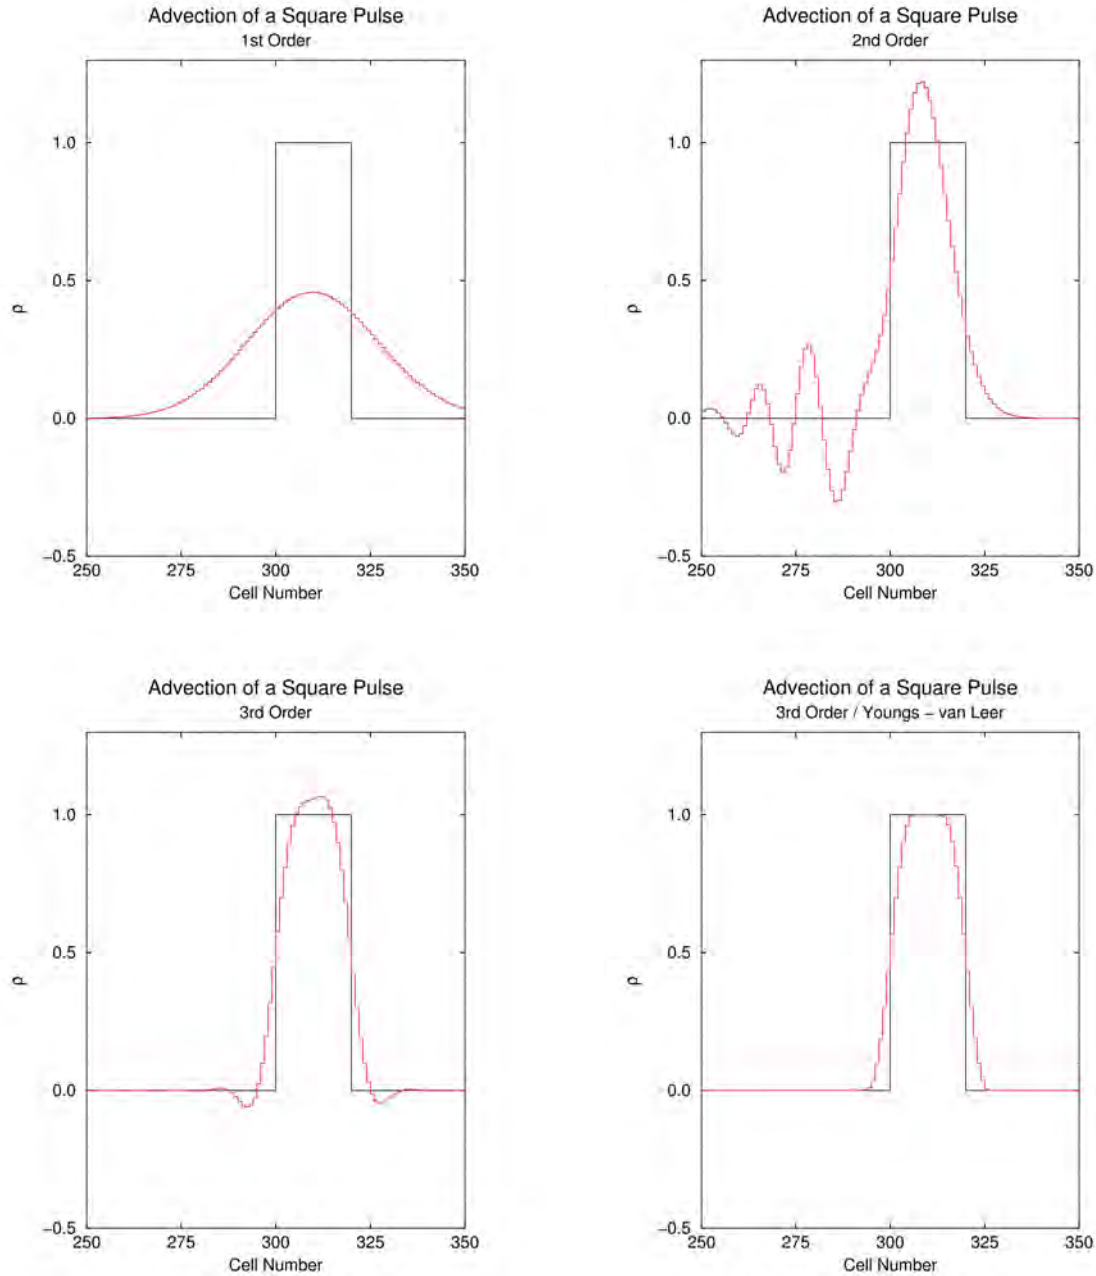 Advection of a Square Pulse
1st Order
1.0
0.5
ρ
0.0
−0.5
250 275 300 325 350
Cell Number
Advection of a Square Pulse
2nd Order
1.0
0.5
ρ
0.0
−0.5
250 275 300 325 350
Cell Number
Advection of a Square Pulse
3rd Order
1.0
0.5
ρ
0.0
−0.5
250 275 300 325 350
Cell Number
Advection of a Square Pulse
3rd Order / Youngs − van Leer
1.0
0.5
ρ
0.0
−0.5
250 275 300 325 350
Cell Number